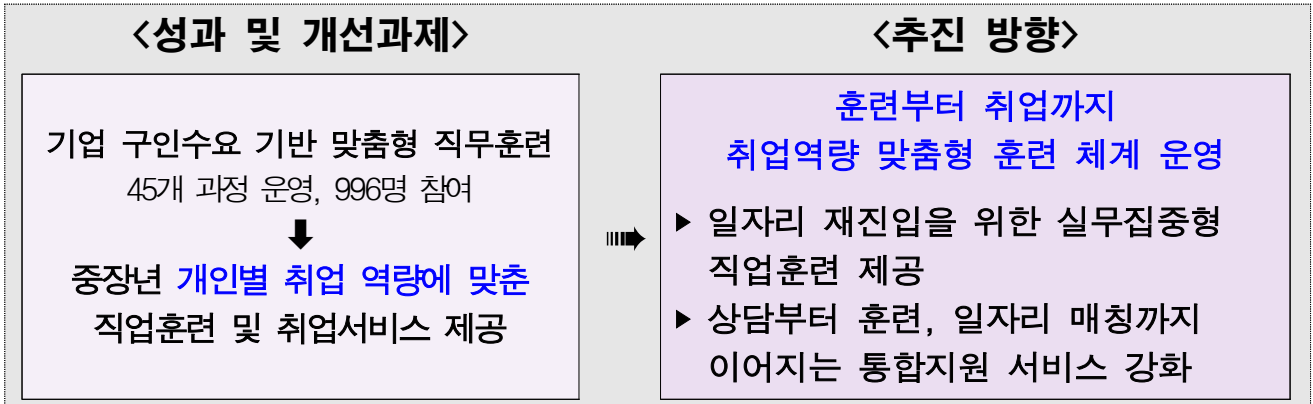 <성과 및 개선과제>
기업 구인수요 기반 맞춤형 직무훈련
45개 과정 운영, 996명 참여
중장년 개인별 취업 역량에 맞춘
직업훈련 및 취업서비스 제공
<추진 방향>
훈련부터 취업까지
취업역량 맞춤형 훈련 체계 운영
▶ 일자리 재진입을 위한 실무집중형
직업훈련 제공
▶ 상담부터 훈련, 일자리 매칭까지
이어지는 통합지원 서비스 강화